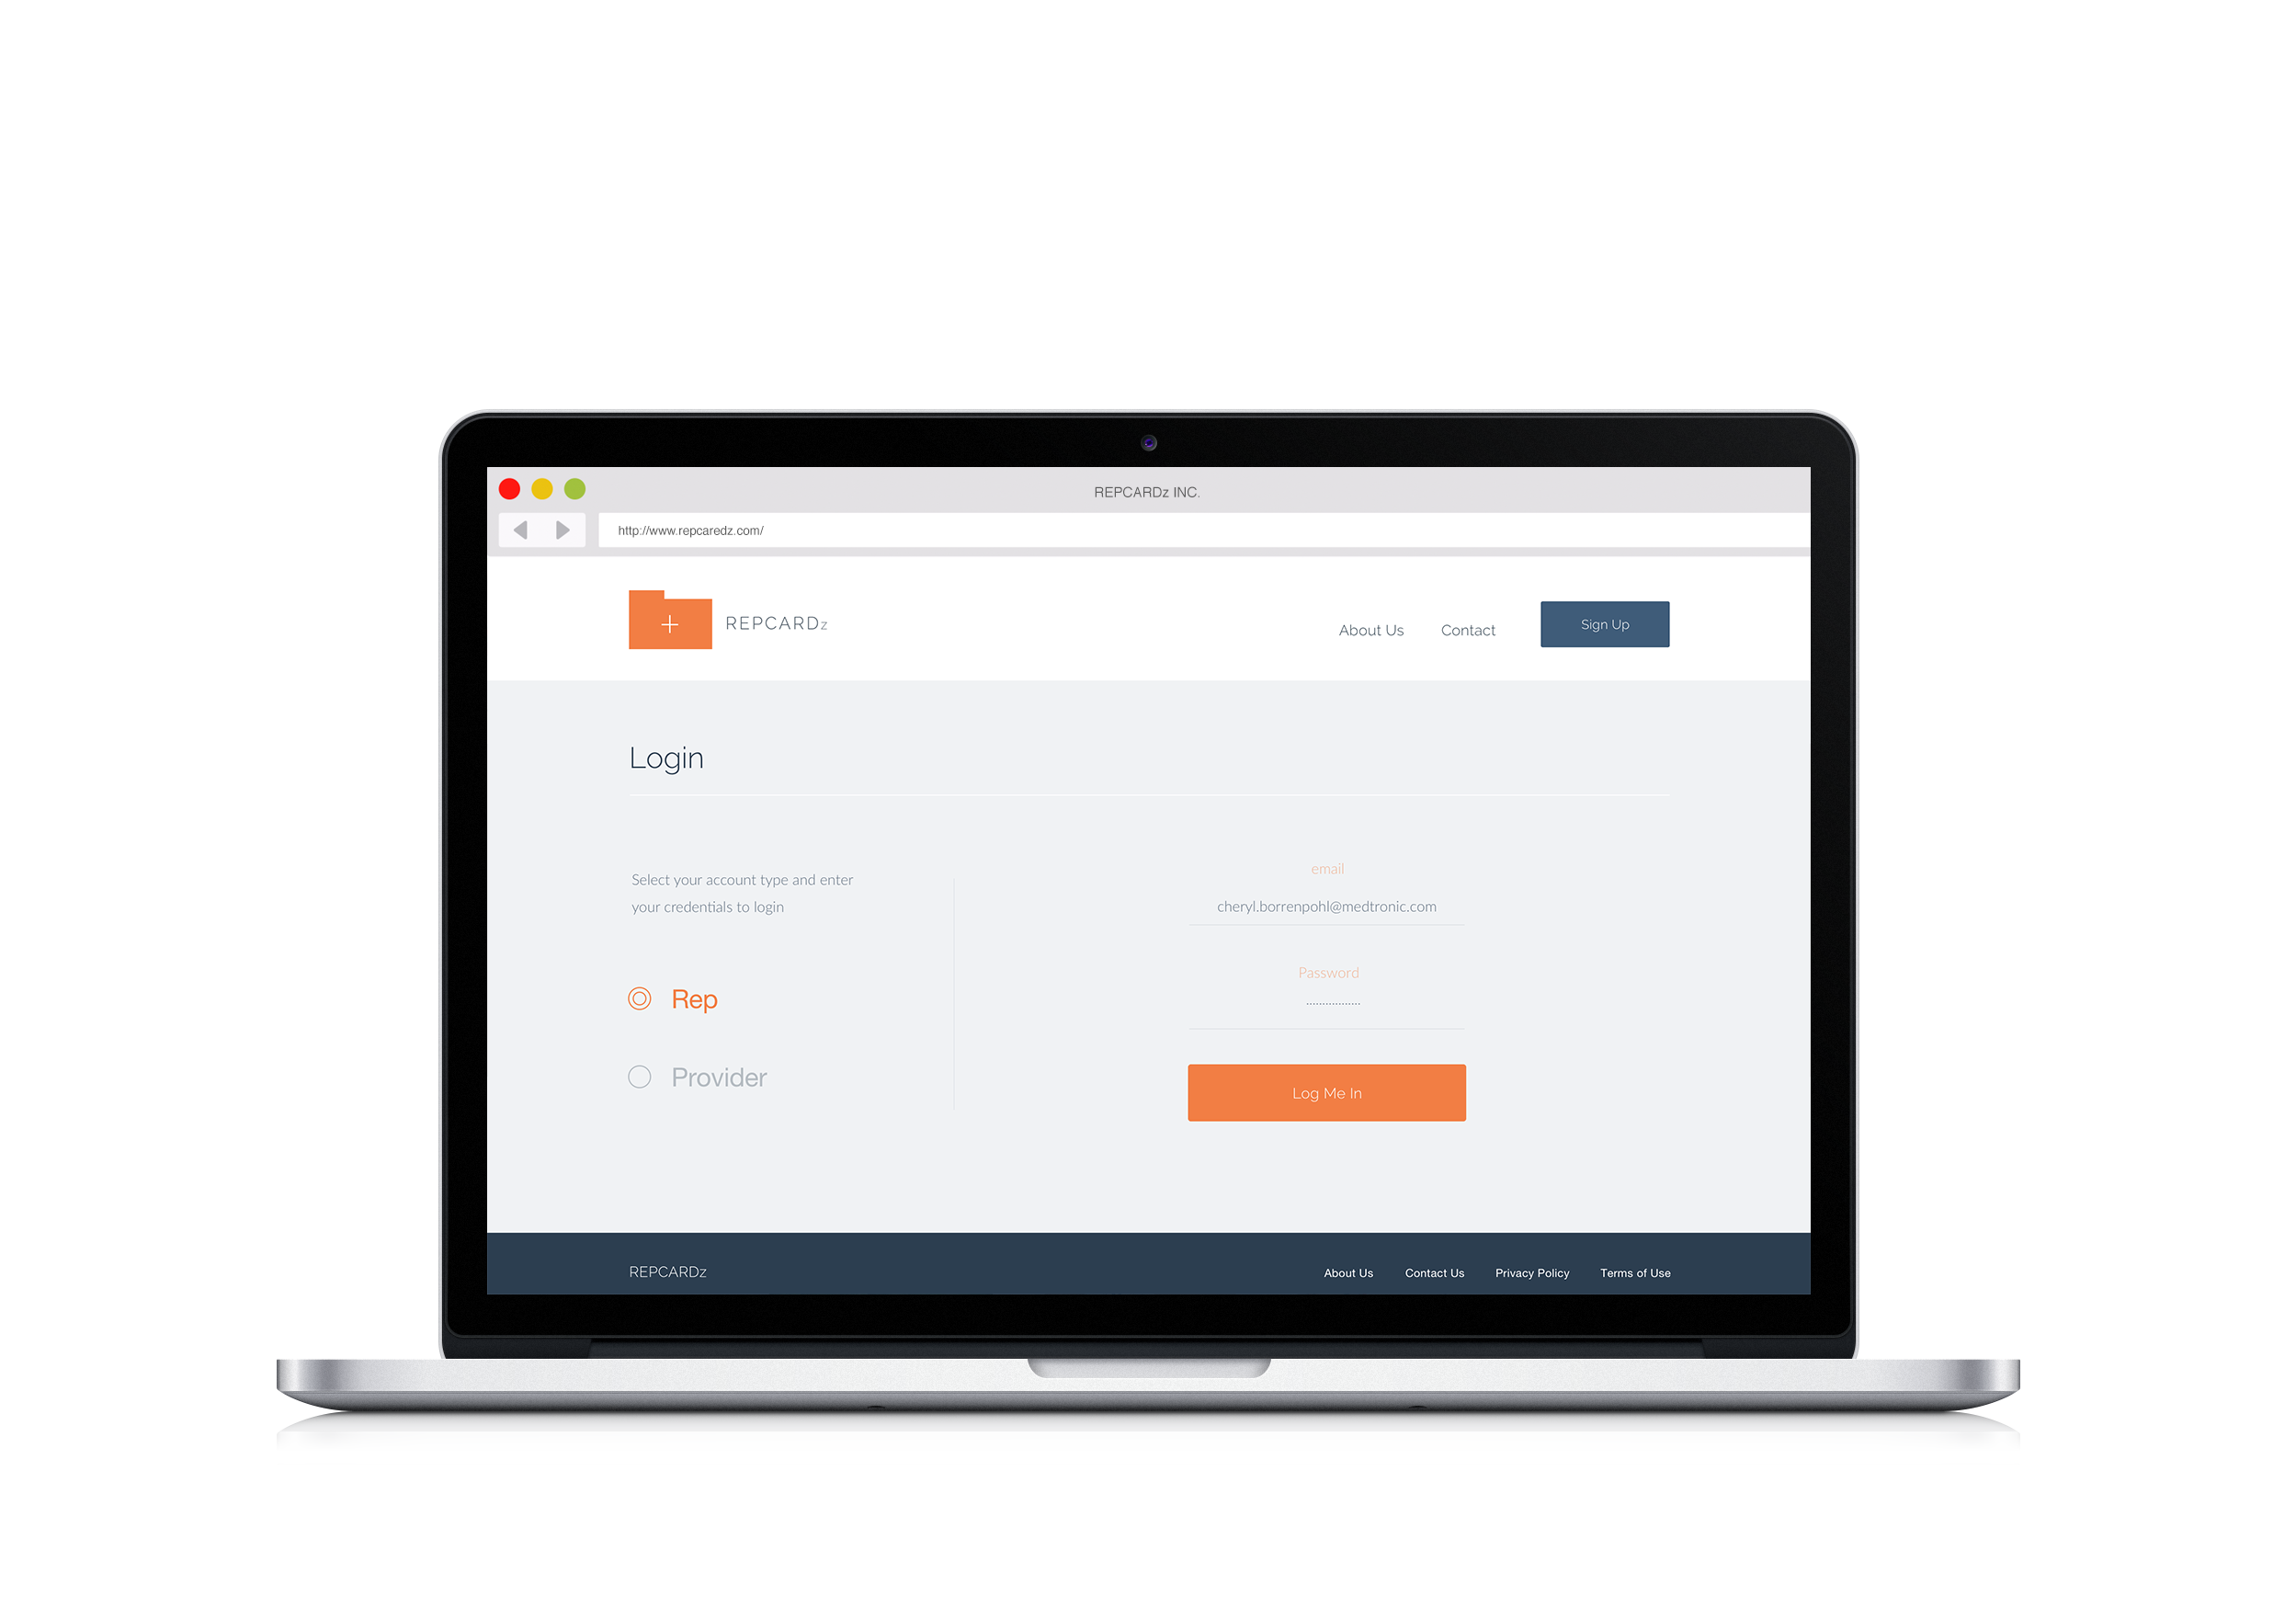 REPCARDz INC.
http://www.repcaredz.com/
REPCARDz
About Us
Contact
Sign Up
Login
Select your account type and enter
your credentials to login
Rep
Provider
email
cheryl.borrenpohl@medtronic.com
Password
Log Me In
REPCARDz
About Us
Contact Us
Privacy Policy
Terms of Use